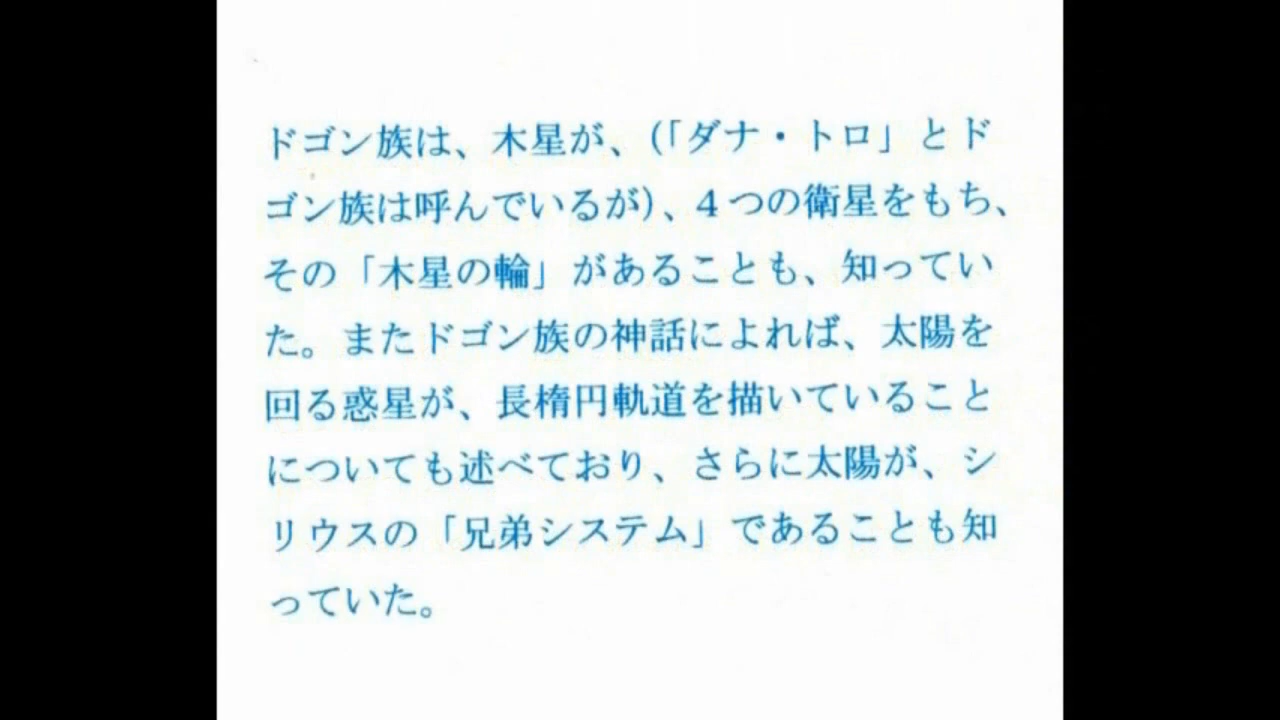 ドゴン族は、木星が、(「ダナ・トロ」とド
ゴン族は呼んでいるが)、４つの衛星をもち、
その「木星の輪」があることも、知ってい
た。またドゴン族の神話によれば、太陽を
回る惑星が、長楕円軌道を描いていること
についても述べており、さらに太陽が、シ
リウスの「兄弟システム」であることも知
っていた。